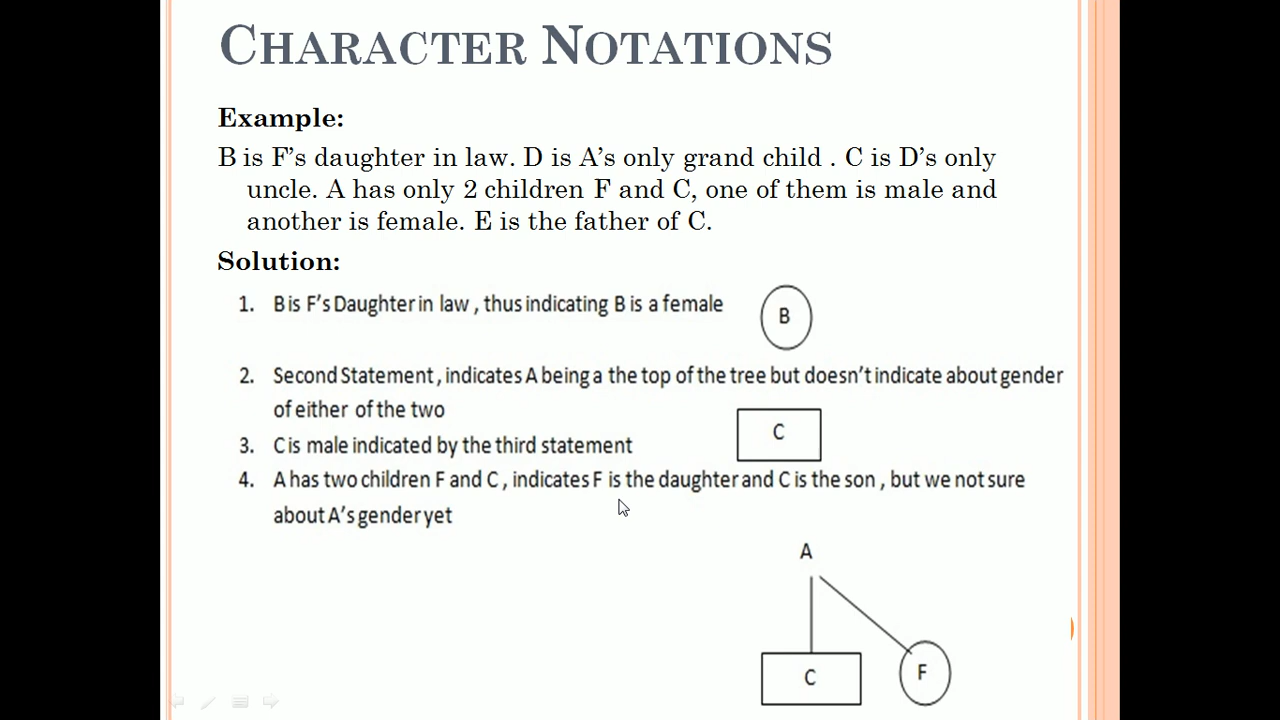 CHARACTER NOTATIONS
Example:
B is F's daughter in law. D is A's only grand child . C is D's only
uncle. A has only 2 children F and C, one of them is male and
another is female. E is the father of C.
Solution:
1. B is F's Daughter in law , thus indicating B is a female
B
2. Second Statement , indicates A being a the top of the tree but doesn't indicate about gender
of either of the two
C
3. C is male indicated by the third statement
4. A has two children F and C , indicates F is the daughter and C is the son , but we not sure
about A's gender yet
A
C F